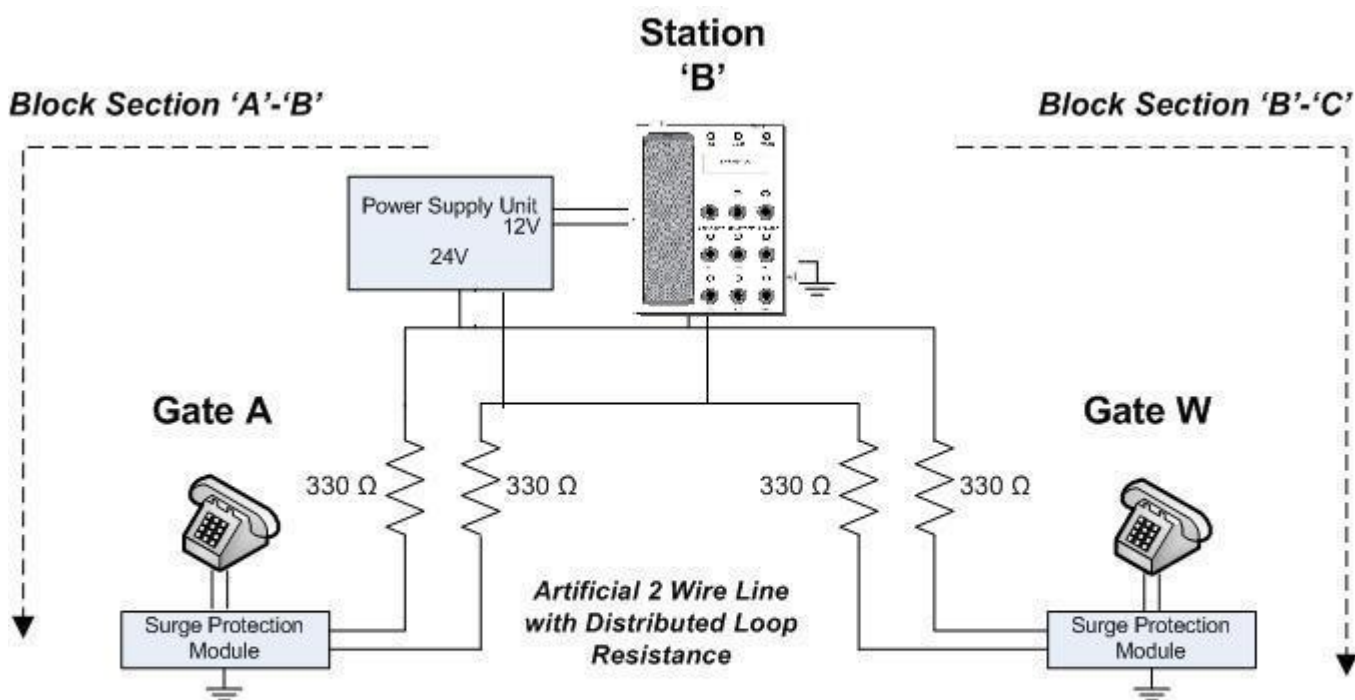 Station
‘B’
Block Section ‘A’-‘B’
Block Section ‘B’-‘C’
Power Supply Unit
12V
24V
Gate A
Gate W
330 Ω
330 Ω
330 Ω
330 Ω
Artificial 2 Wire Line
with Distributed Loop
Resistance
Surge Protection
Module
Surge Protection
Module